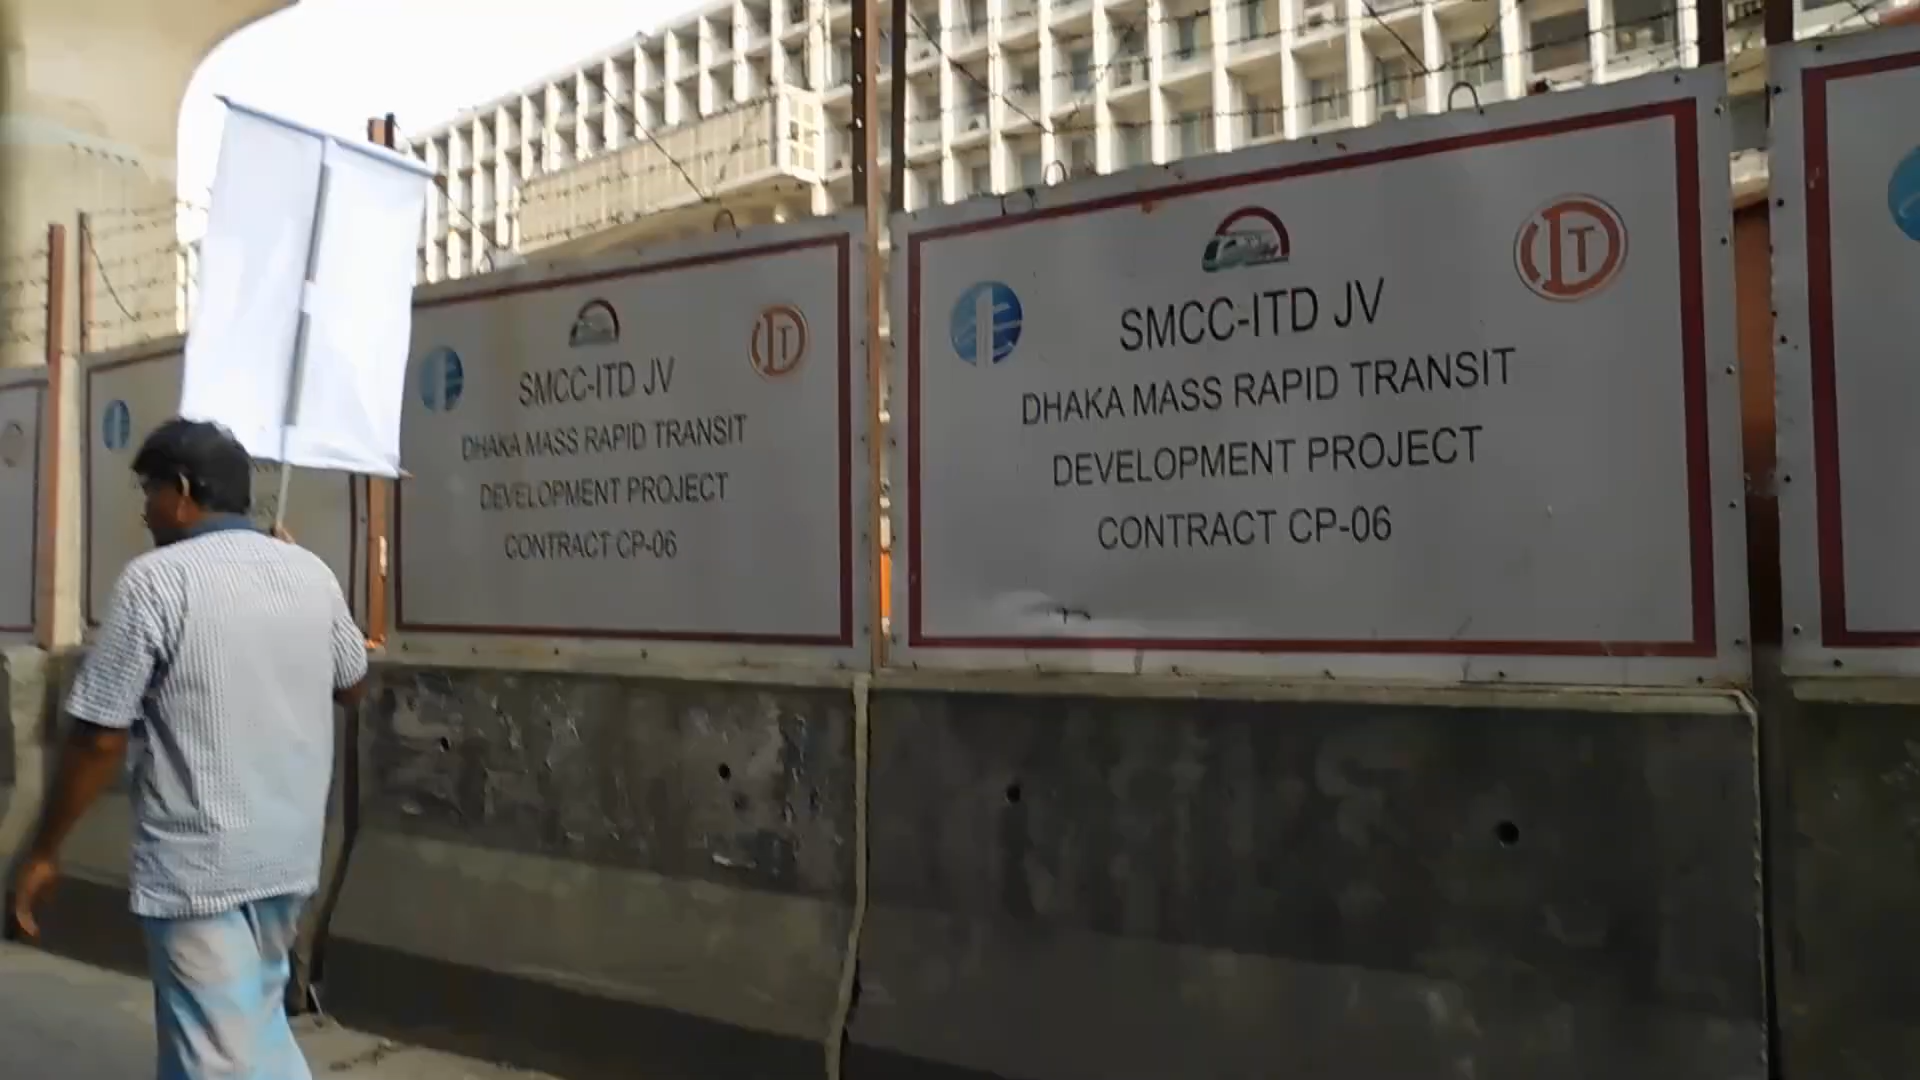 SMCC-ITD JV
DHAKA MASS RAPID TRANSIT
DEVELOPMENT PROJECT
CONTRACT CP-06
SMCC-ITD JV
DHAKA MASS RAPID TRANSIT
DEVELOPMENT PROJECT
CONTRACT CP-06